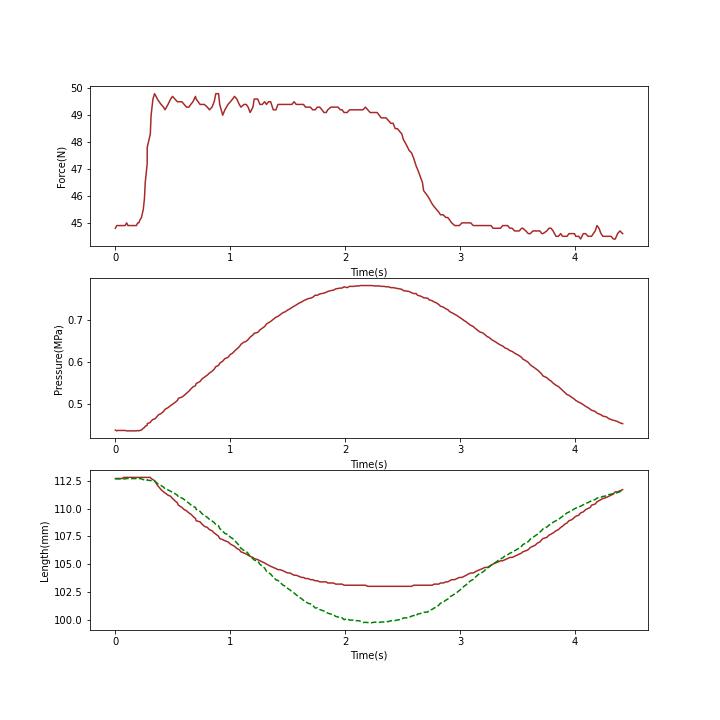 50
49
48
47
46
45
Force(N)
0 1 2 3 4
Time(s)
0.7
0.6
0.5
Pressure(MPa)
0 1 2 3 4
Time(s)
112.5
110.0
107.5
105.0
102.5
100.0
Length(mm)
0 1 2 3 4
Time(s)